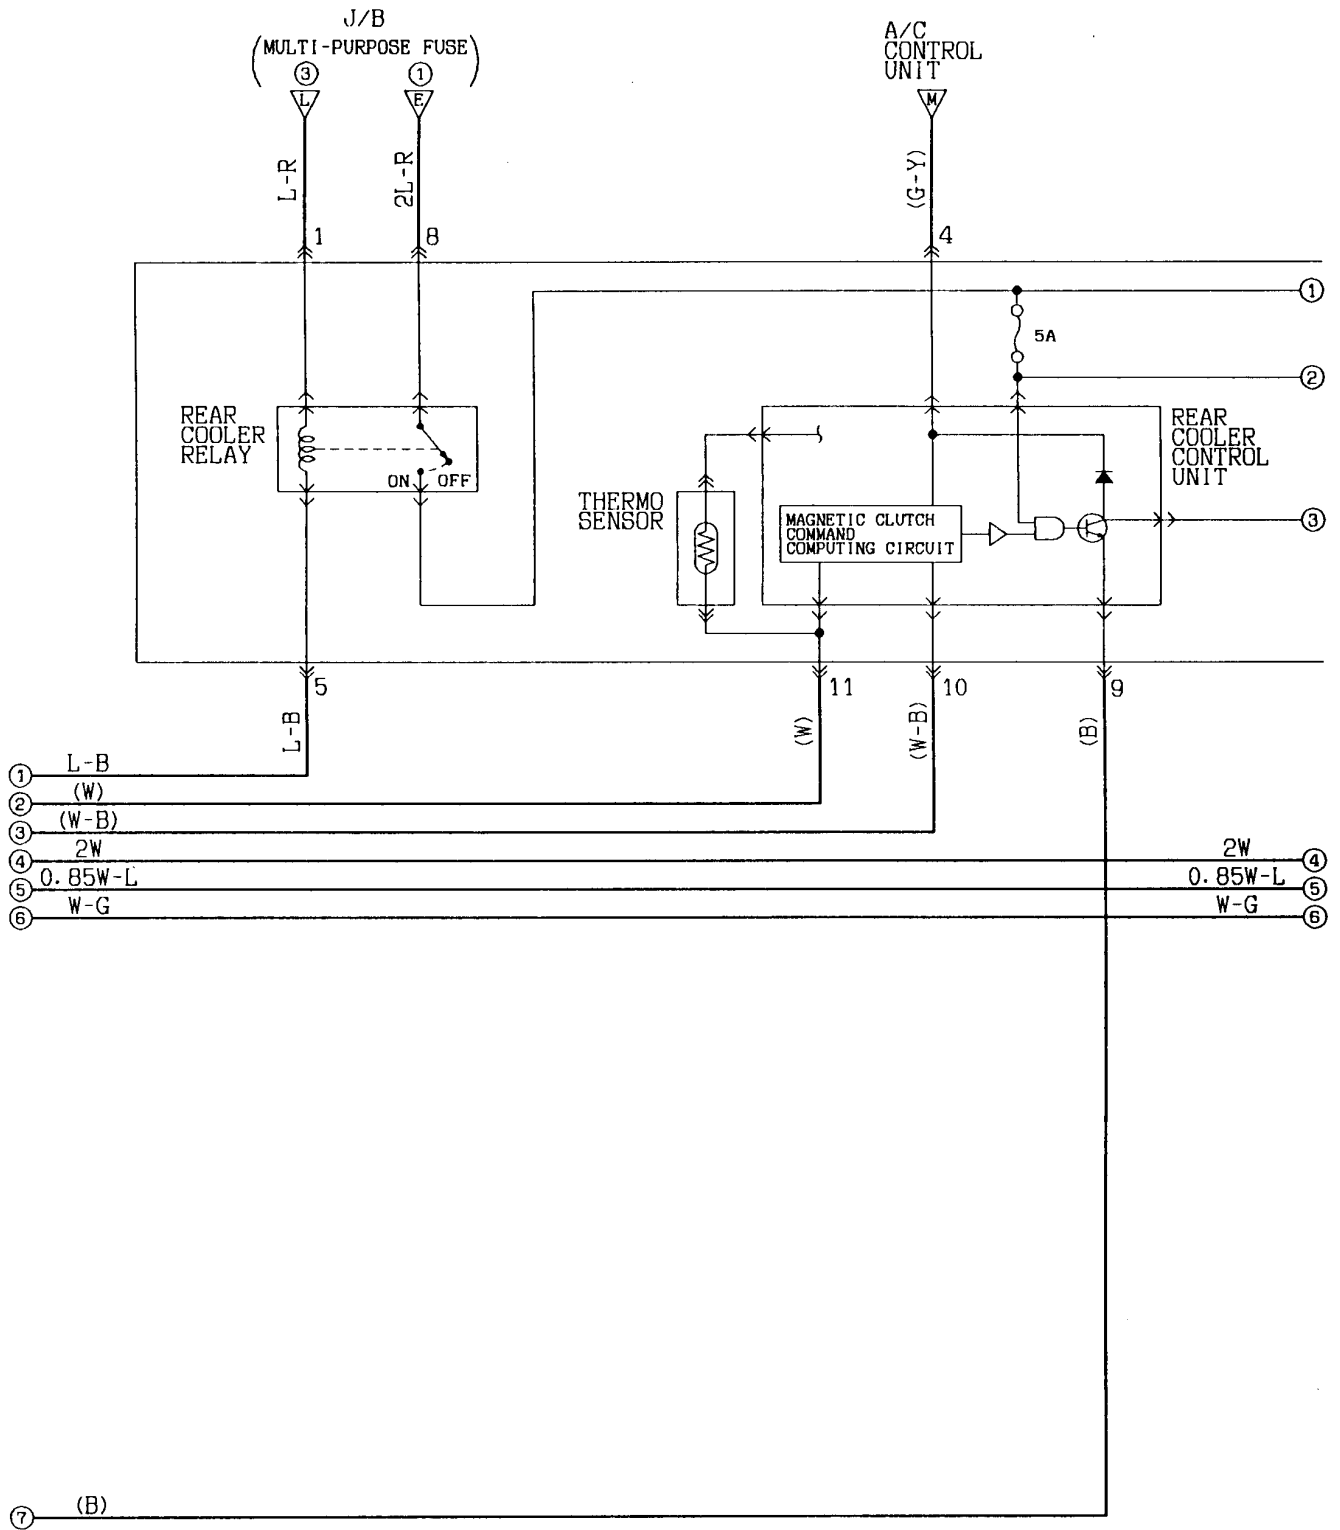 J/B
(MULTI-PURPOSE FUSE)
3
1
L
E
L-R
2L-R
1
8
A/C
CONTROL
UNIT
M
(G-Y)
4
1
5A
2
REAR
COOLER
RELAY
ON OFF
THERMO
SENSOR
MAGNETIC CLUTCH
COMMAND
COMPUTING CIRCUIT
REAR
COOLER
CONTROL
UNIT
3
5
11
10
9
L-B
(W)
(W-B)
(B)
1 L-B
2 (W)
3 (W-B)
4 2W 2W 4
5 0.85W-L 0.85W-L 5
6 W-G W-G 6
7 (B)